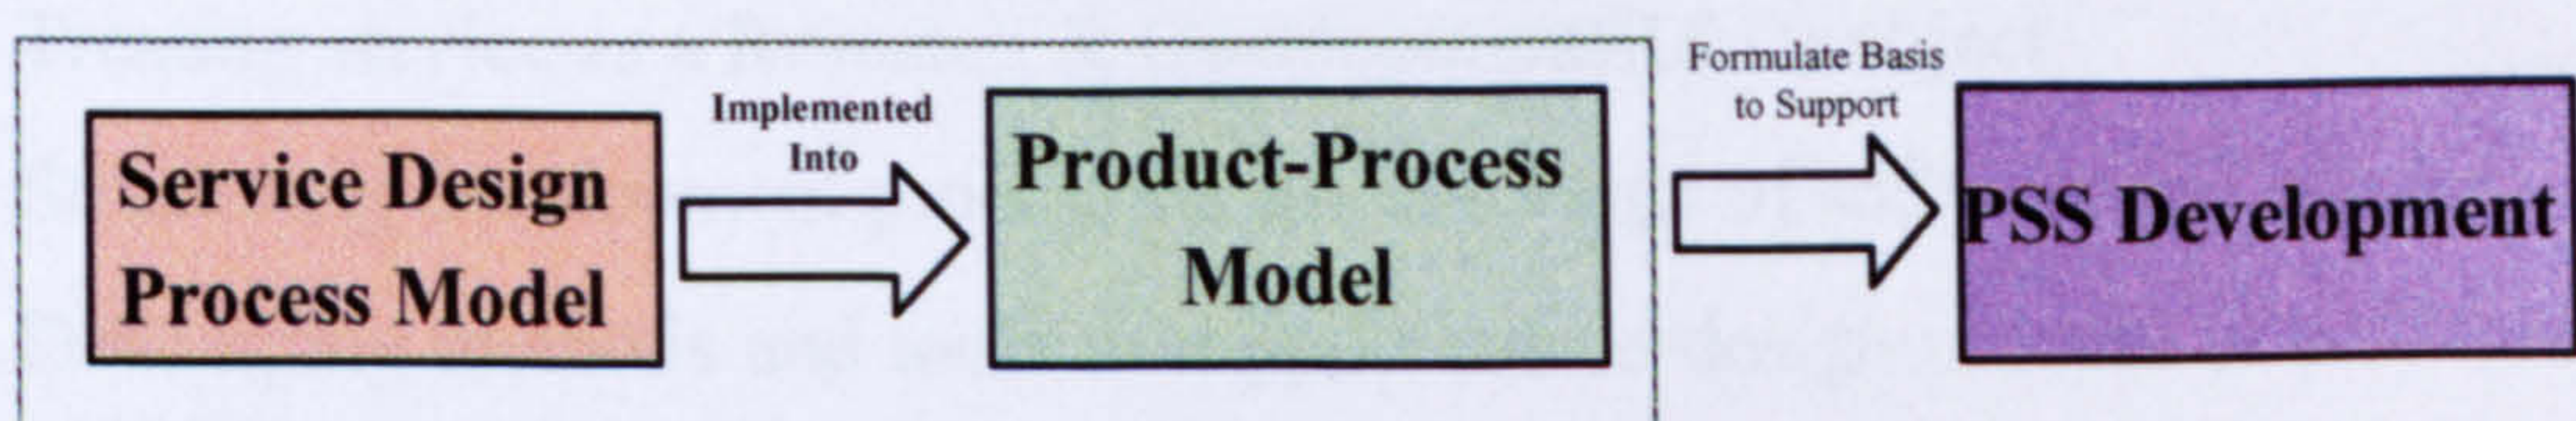 Service Design
Process Model
Implemented
Into
Product-Process
Model
Formulate Basis
to Support
PSS Development